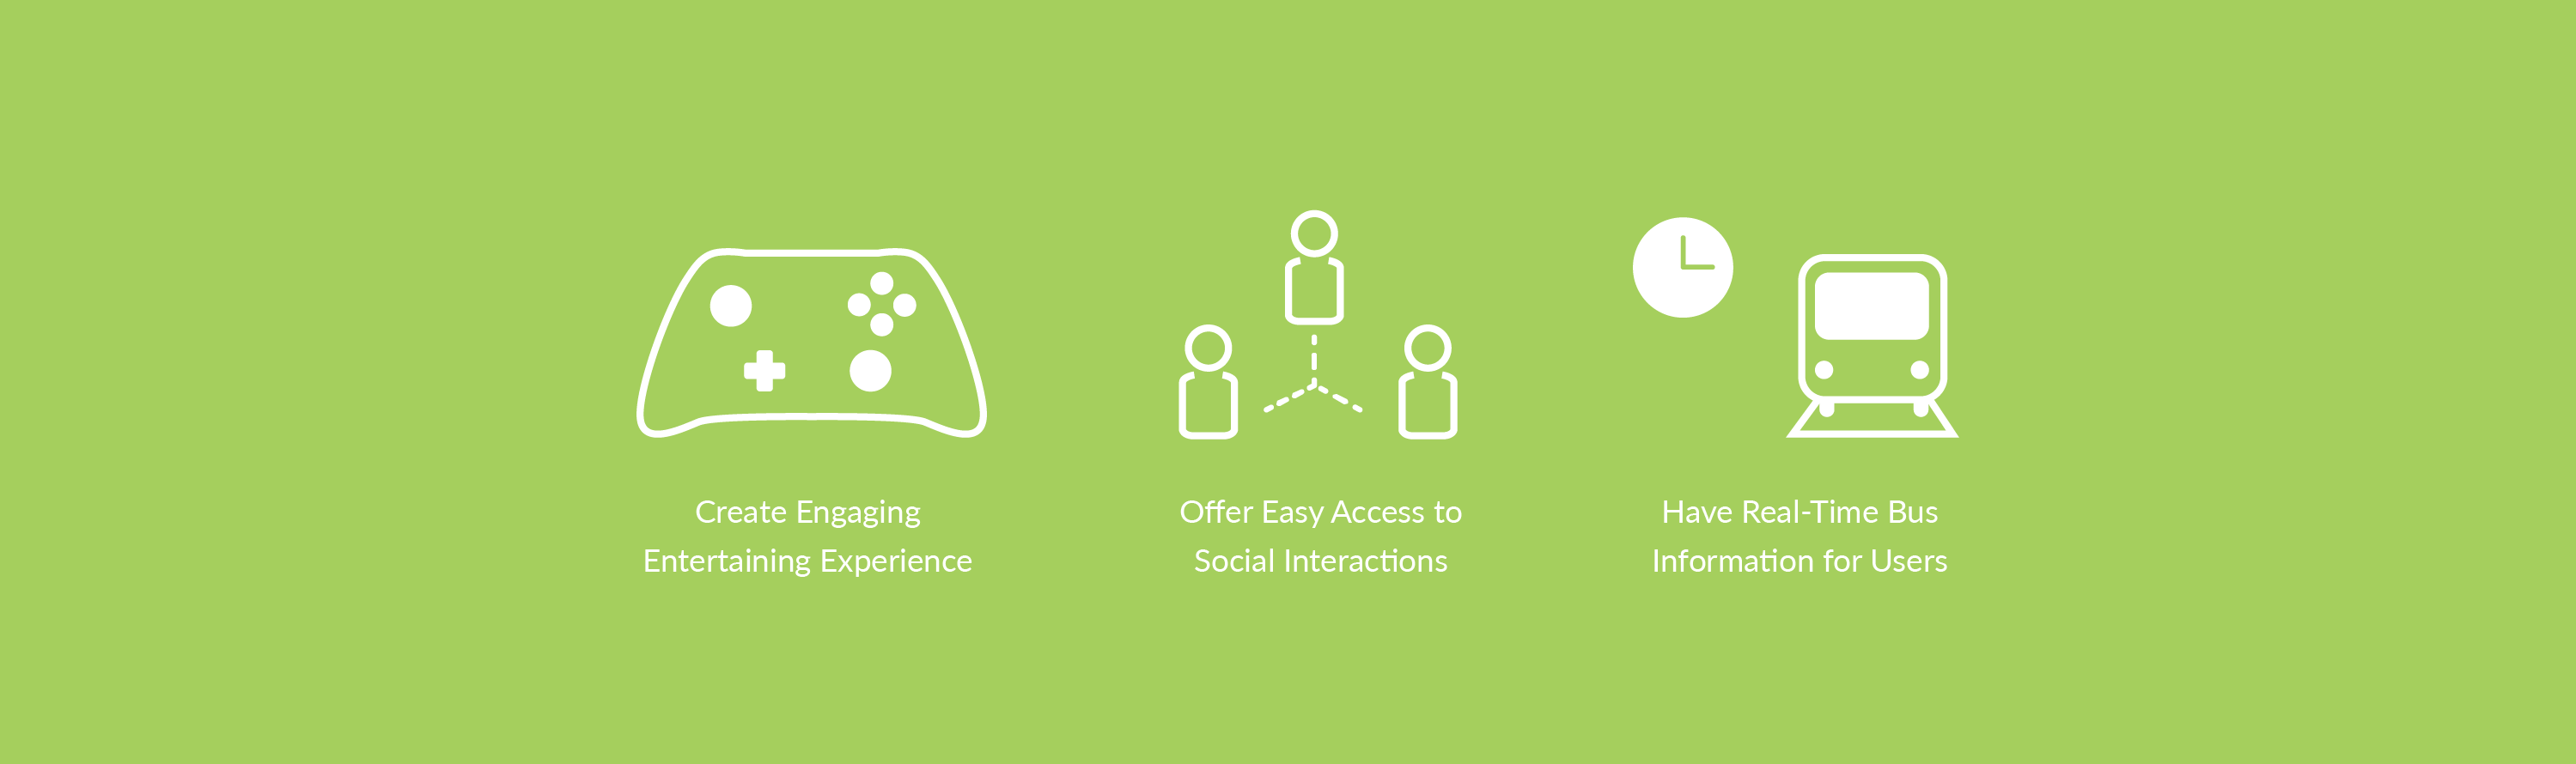 Create Engaging
Entertaining Experience
Offer Easy Access to
Social Interactions
Have Real-Time Bus
Information for Users